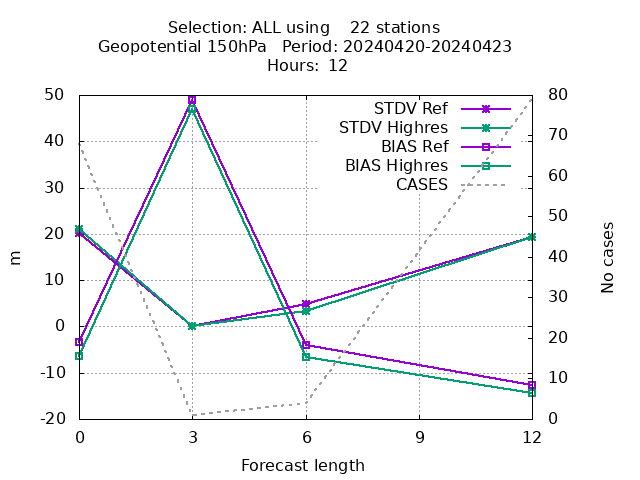 Selection: ALL using    22 stations
Geopotential 150hPa   Period: 20240420-20240423
Hours:  12
50
40
30
20
10
0
-10
-20
80
70
60
50
40
30
20
10
0
STDV Ref
STDV Highres
BIAS Ref
BIAS Highres
CASES
m
No cases
0 3 6 9 12
Forecast length